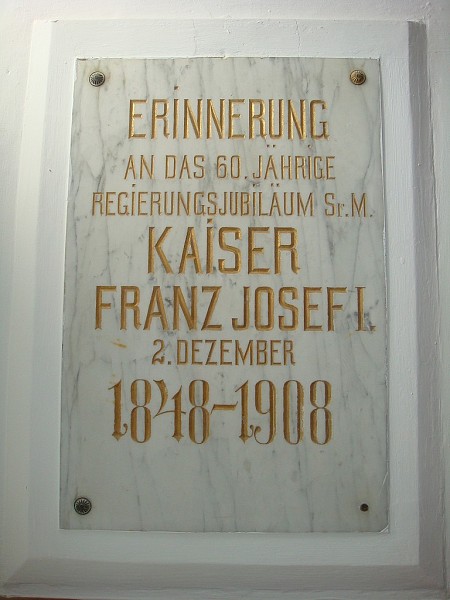 ERINNERUNG
AN DAS 60. JÄHRIGE
REGIERUNGSJUBILÄUM Sr. M.
KAISER
FRANZ JOSEF I.
2. DEZEMBER
1848-1908